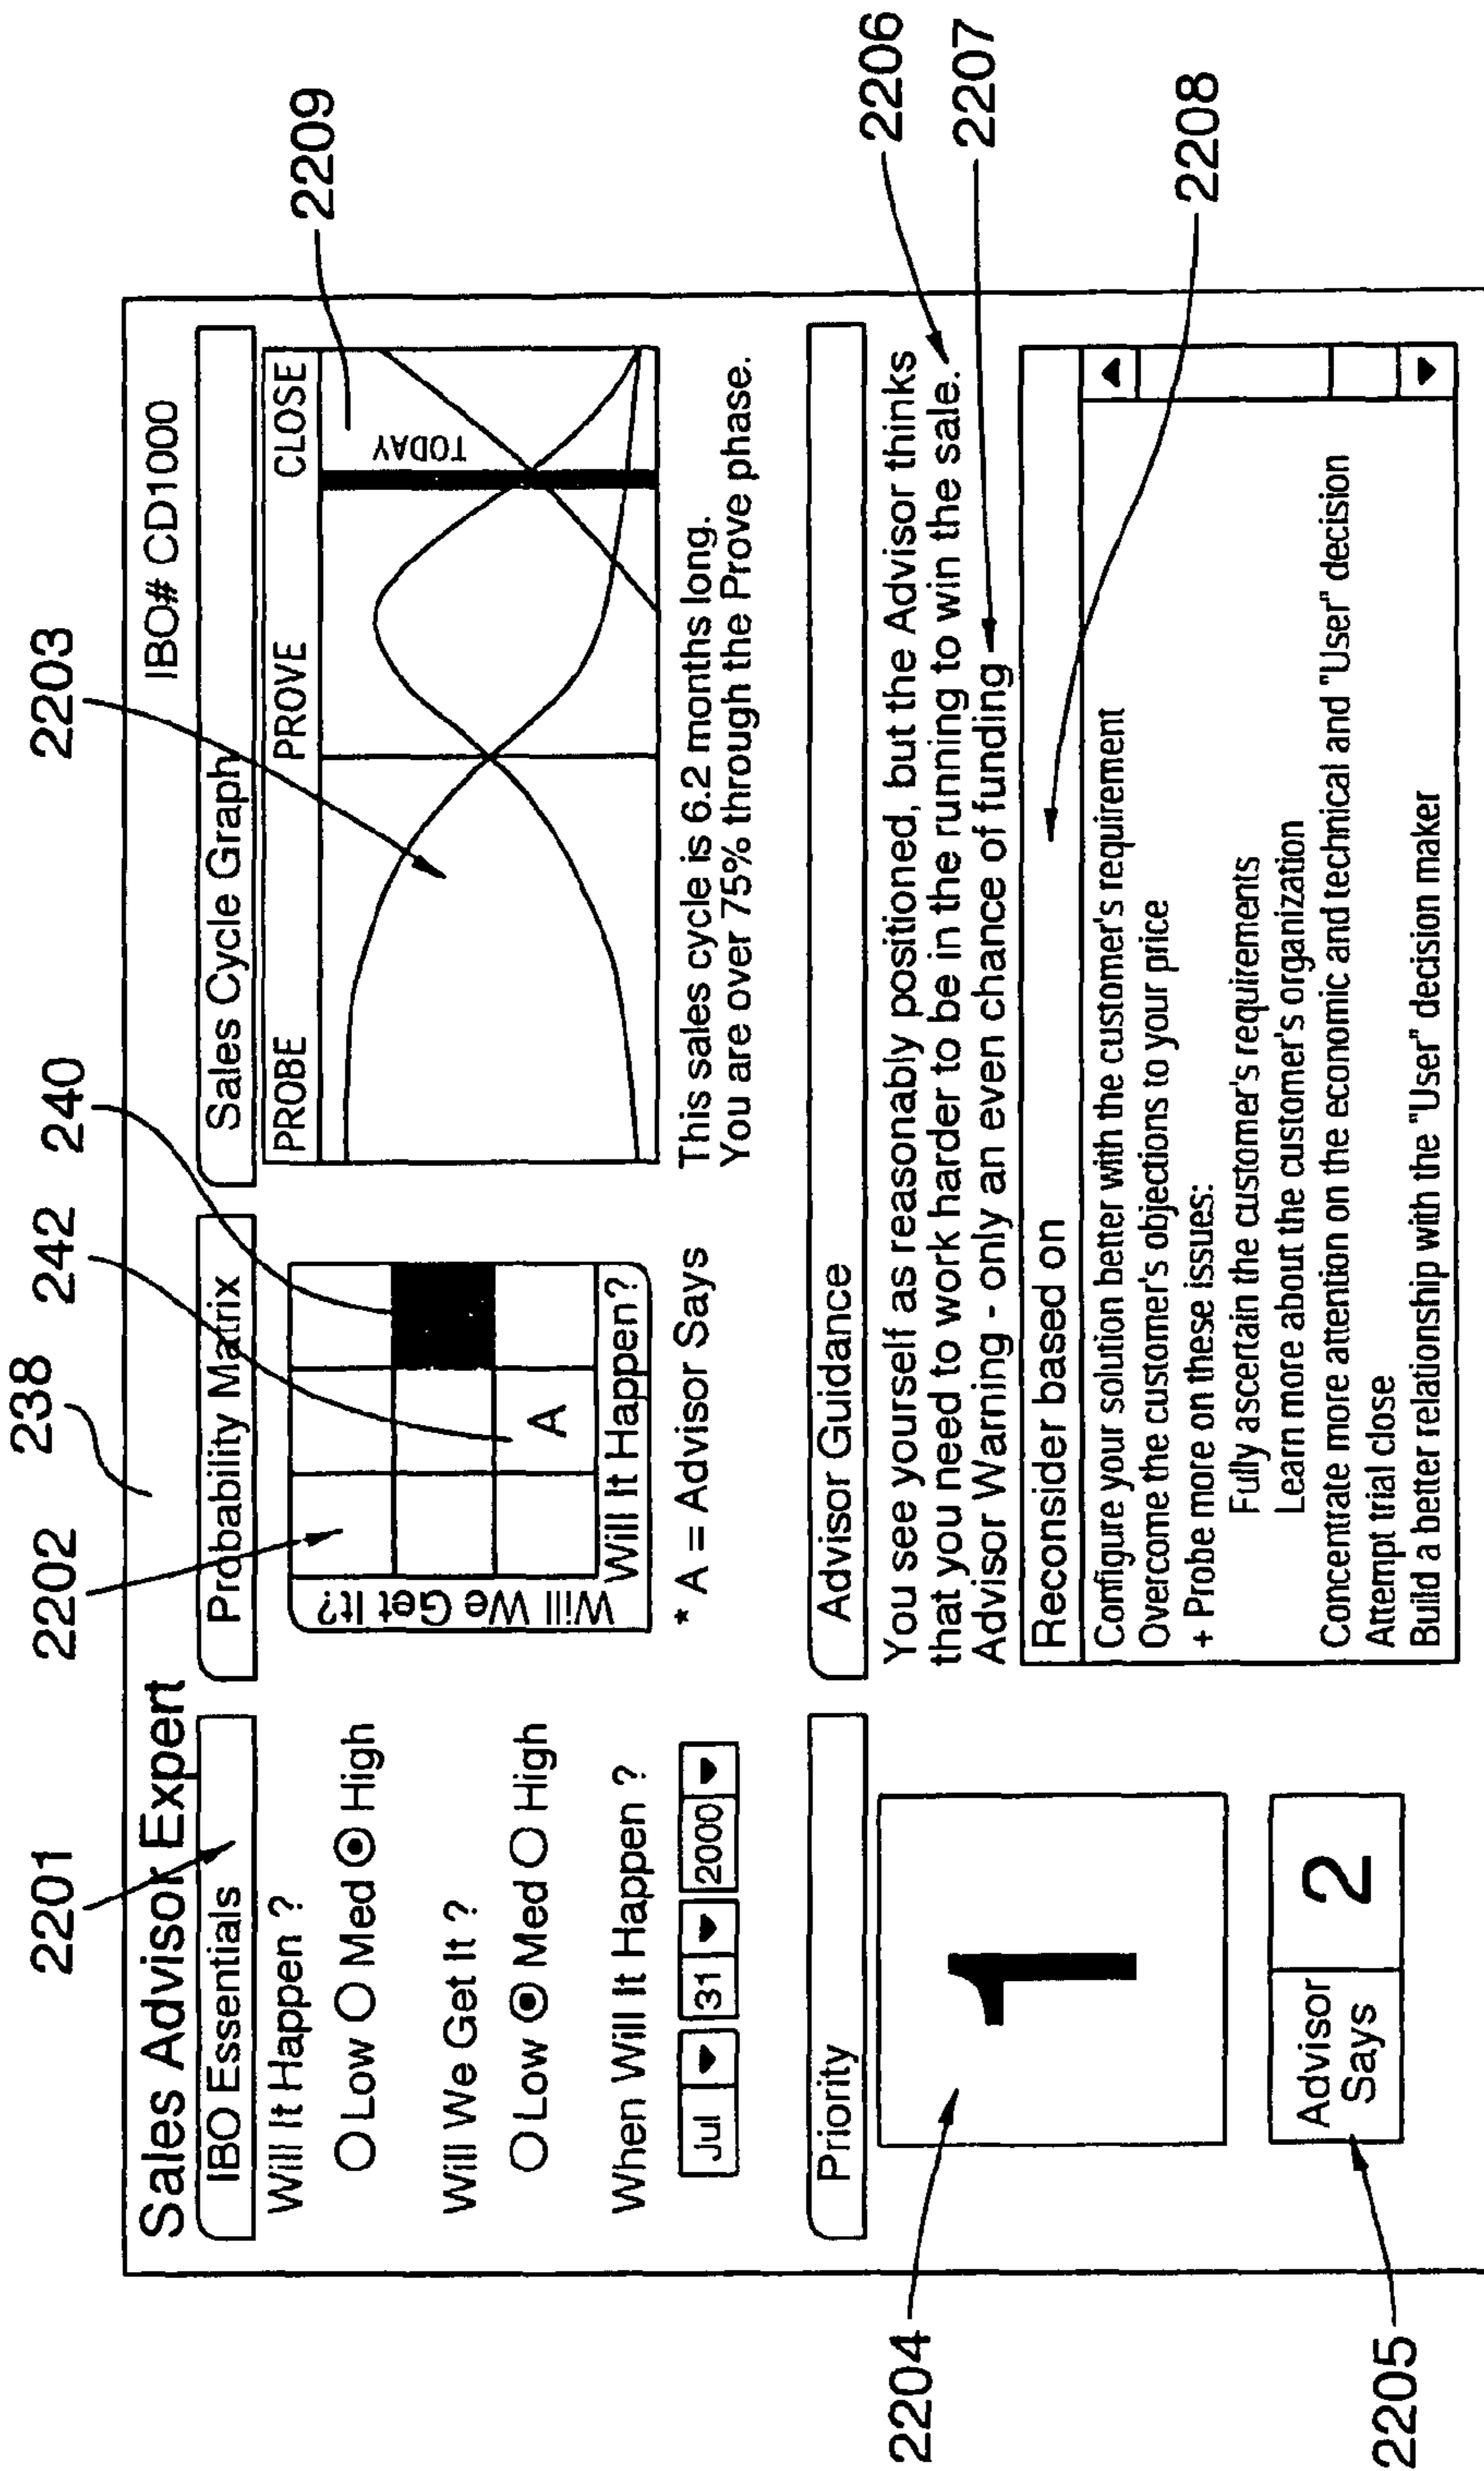 2201
2202
238
242
240
2203
2209
Sales Advisor Expert
IBO# CD1000
IBO Essentials
Will It Happen ?
Low Med High
Will We Get It ?
Low Med High
When Will It Happen ?
Jul 31 2000
Probability Matrix
Will We Get It?
A
Will It Happen?
* A = Advisor Says
Sales Cycle Graph
PROBE PROVE CLOSE
TODAY
This sales cycle is 6.2 months long.
You are over 75% through the Prove phase.
Priority
1
Advisor
Says
2
2204
2205
Advisor Guidance
You see yourself as reasonably positioned, but the Advisor thinks
that you need to work harder to be in the running to win the sale.
Advisor Warning - only an even chance of funding
2206
2207
Reconsider based on
Configure your solution better with the customer's requirement
Overcome the customer's objections to your price
+ Probe more on these issues:
Fully ascertain the customer's requirements
Learn more about the customer's organization
Concentrate more attention on the economic and technical and "User" decision
Attempt trial close
Build a better relationship with the "User" decision maker
2208